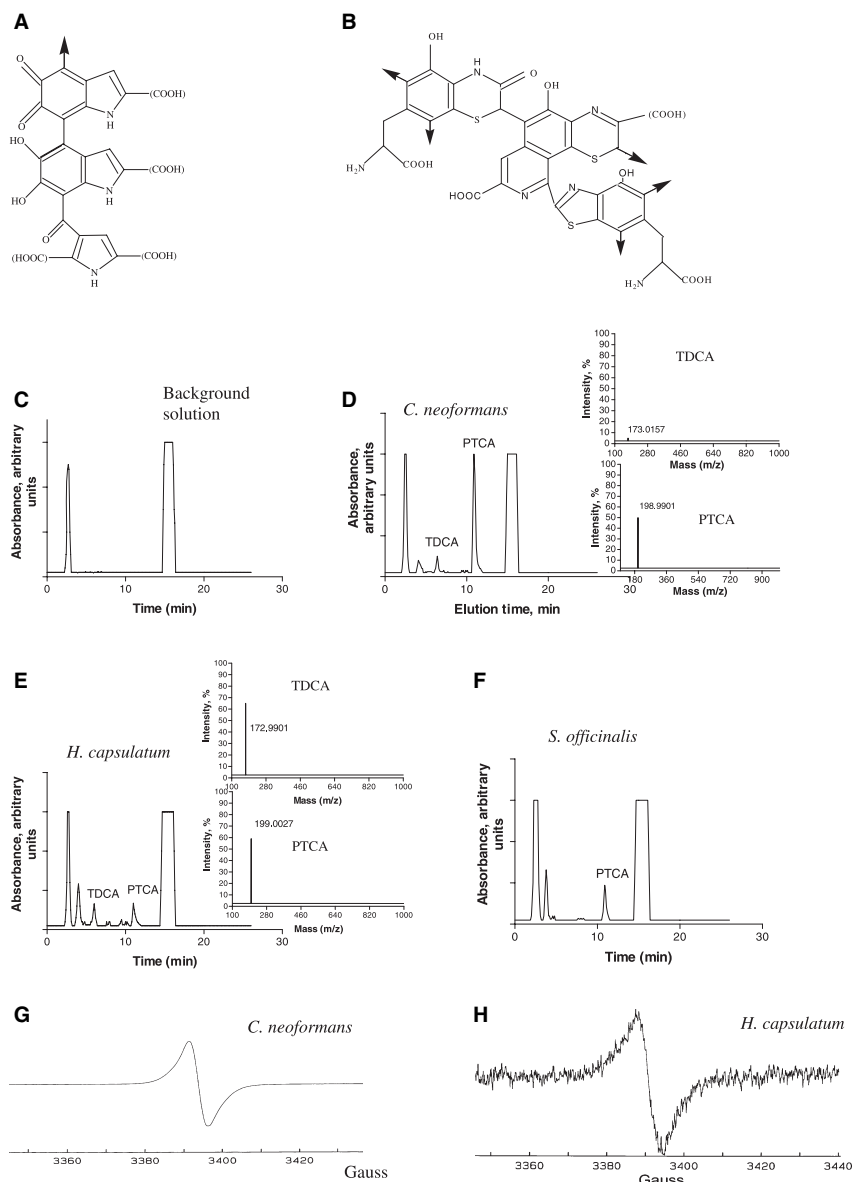 A
O
O
(COOH)
N
H
HO
HO
(COOH)
N
H
O
(HOOC)
(COOH)
N
H
B
OH
H
N
O
S
OH
N
(COOH)
S
H2N
COOH
HOOC
N
N
OH
S
H2N
COOH
C
Background
solution
Absorbance, arbitrary
units
0
10
20
30
Time (min)
D
C. neoformans
PTCA
TDCA
Absorbance,
arbitrary units
0
10
20
30
Elution time, min
TDCA
173.0157
Intensity, %
100
90
80
70
60
50
40
30
20
10
0
100 280 460 640 820 1000
Mass (m/z)
PTCA
198.9901
Intensity, %
100
90
80
70
60
50
40
30
20
10
0
180 360 540 720 900
Mass (m/z)
E
H. capsulatum
TDCA
PTCA
Absorbance, arbitrary
units
0
10
20
30
Time (min)
TDCA
172,9901
Intensity, %
100
90
80
70
60
50
40
30
20
10
0
100 280 460 640 820 1000
Mass (m/z)
199.0027
PTCA
Intensity, %
100
90
80
70
60
50
40
30
20
10
0
100 280 460 640 820 1000
Mass (m/z)
F
S. officinalis
PTCA
Absorbance, arbitrary
units
0
10
20
30
Time (min)
G
C. neoformans
3360
3380
3400
3420
Gauss
H
H. capsulatum
3360
3380
3400
3420
3440
Gauss